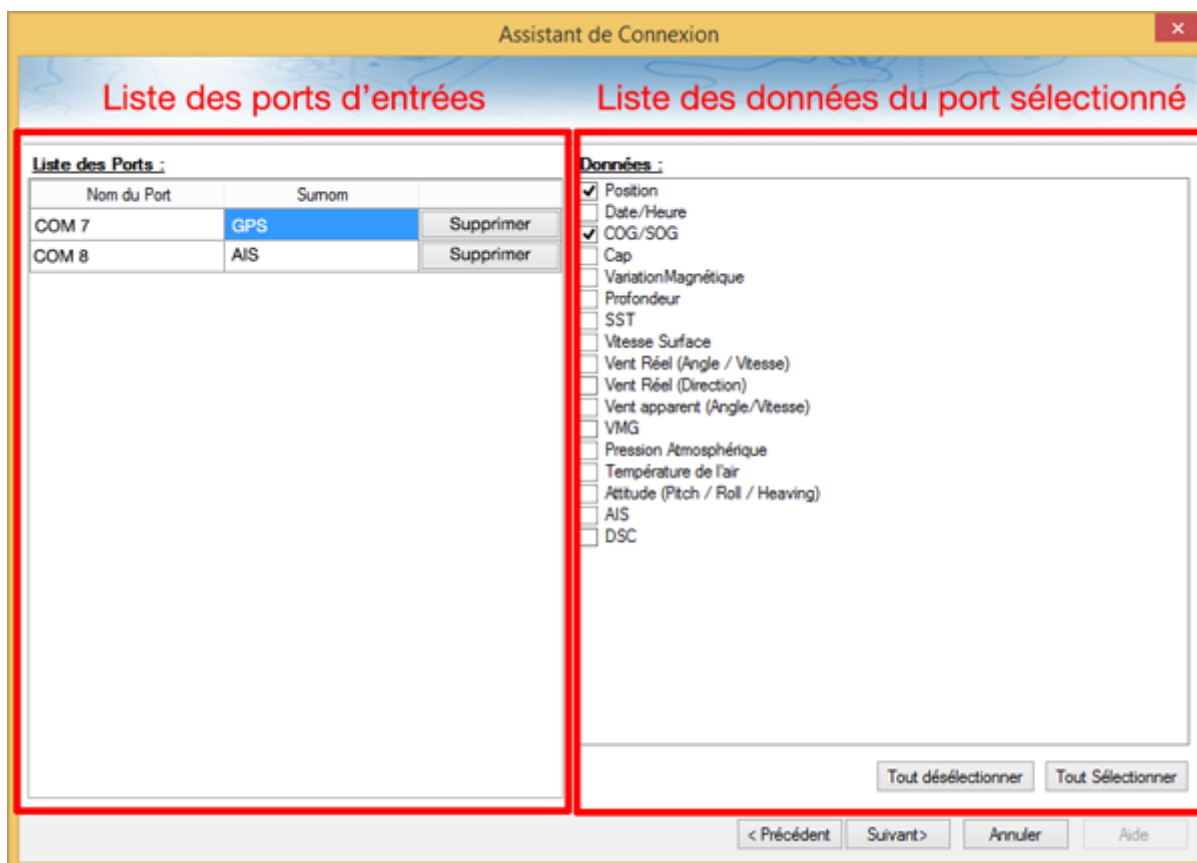 Assistant de Connexion
Liste des ports d'entrées
Liste des données du port sélectionné
Liste des Ports :
Nom du Port Surnom
COM 7 GPS Supprimer
COM 8 AIS Supprimer
Données :
Position
Date/Heure
COG/SOG
Cap
VariationMagnétique
Profondeur
SST
Vitesse Surface
Vent Réel (Angle / Vitesse)
Vent Réel (Direction)
Vent apparent (Angle/Vitesse)
VMG
Pression Atmosphérique
Température de l'air
Attitude (Pitch / Roll / Heaving)
AIS
DSC
Tout désélectionner Tout Sélectionner
< Précédent Suivant> Annuler Aide